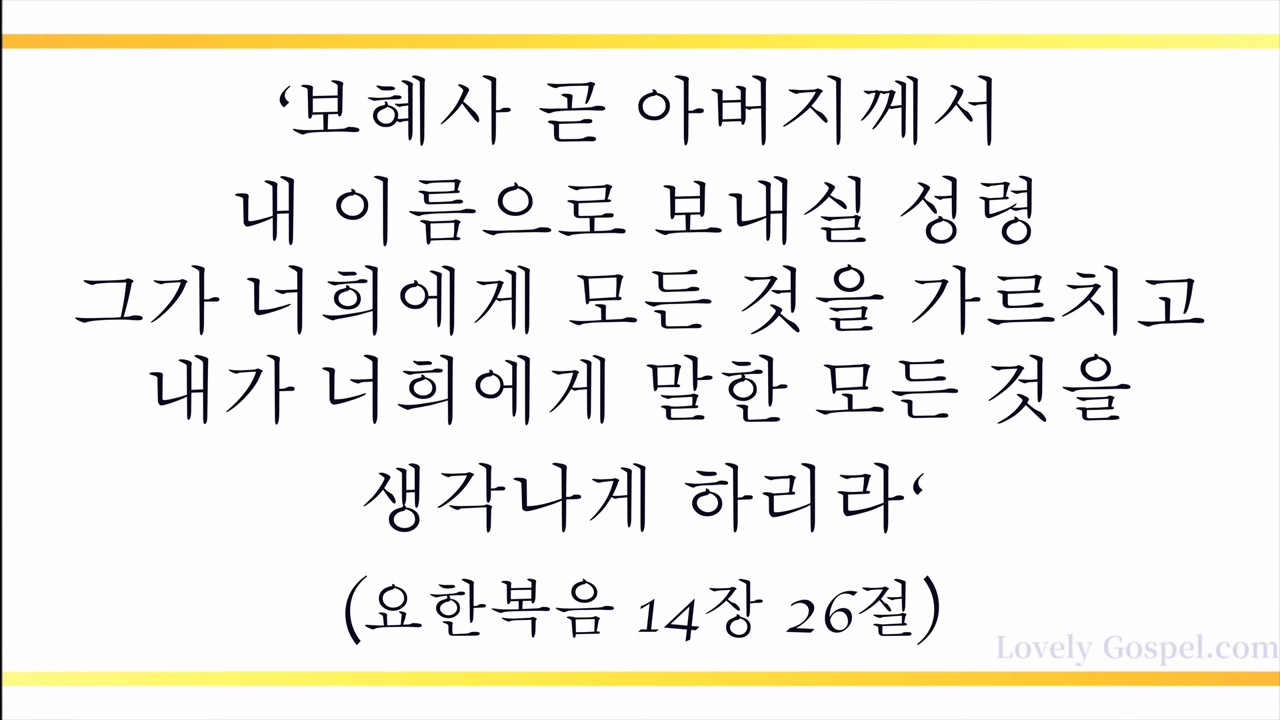 ‘보혜사 곧 아버지께서
내 이름으로 보내실 성령
그가 너희에게 모든 것을 가르치고
내가 너희에게 말한 모든 것을
생각나게 하리라‘
(요한복음 14장 26절)
Lovely Gospel.com